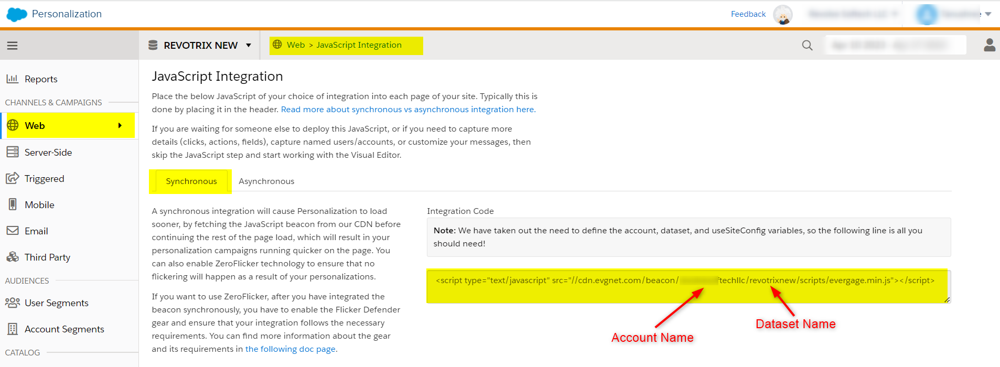 Personalization
Feedback
REVOTRIX NEW
Web > JavaScript Integration
Reports
CHANNELS & CAMPAIGNS
Web
Server-Side
Triggered
Mobile
Email
Third Party
AUDIENCES
User Segments
Account Segments
CATALOG
JavaScript Integration
Place the below JavaScript of your choice of integration into each page of your site. Typically this is
done by placing it in the header. Read more about synchronous vs asynchronous integration here.
If you are waiting for someone else to deploy this JavaScript, or if you need to capture more
details (clicks, actions, fields), capture named users/accounts, or customize your messages, then
skip the JavaScript step and start working with the Visual Editor.
Synchronous
Asynchronous
A synchronous integration will cause Personalization to load
sooner, by fetching the JavaScript beacon from our CDN before
continuing the rest of the page load, which will result in your
personalization campaigns running quicker on the page. You
can also enable ZeroFlicker technology to ensure that no
flickering will happen as a result of your personalizations.
If you want to use ZeroFlicker, after you have integrated the
beacon synchronously, you have to enable the Flicker Defender
gear and ensure that your integration follows the necessary
requirements. You can find more information about the gear
and its requirements in the following doc page.
Integration Code
Note: We have taken out the need to define the account, dataset, and useSiteConfig variables, so the following line is all you
should need!
<script type="text/javascript" src="//cdn.evgnet.com/beacon/ techllc/revotrixnew/scripts/evergage.min.js"></script>
Account Name
Dataset Name